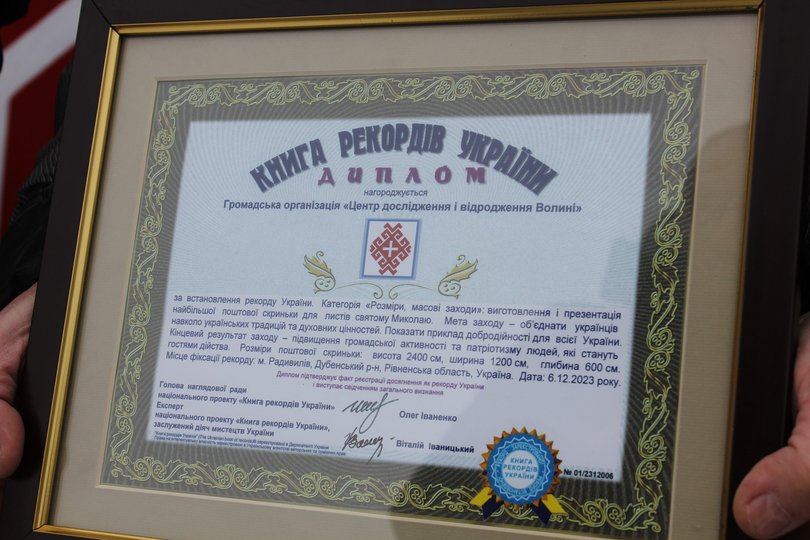 КНИГА РЕКОРДІВ УКРАЇНИ
ДИПЛОМ
нагороджується
Громадська організація «Центр дослідження і відродження Волині»
за встановлення рекорду України. Категорія «Розміри, масові заходи»: виготовлення і презентація
найбільшої поштової скриньки для листів святому Миколаю. Мета заходу – об'єднати українців
навколо українських традицій та духовних цінностей. Показати приклад добродійності для всієї України.
Кінцевий результат заходу – підвищення громадської активності та патріотизму людей, які стануть
гостями дійства. Розміри поштової скриньки: висота 2400 см, ширина 1200 см, глибина 600 см.
Місце фіксації рекорду: м. Радивилів, Дубенський р-н, Рівненська область, Україна. Дата: 6.12.2023 року.
Диплом підтверджує факт реєстрації досягнення як рекорду України
і виступає свідченням загального визнання
Голова наглядової ради
національного проекту «Книга рекордів України» Олег Іваненко
Експерт
національного проекту «Книга рекордів України»,
заслужений діяч мистецтв України Віталій Іваницький
КНИГА
РЕКОРДІВ
УКРАЇНИ
№ 01/2312006